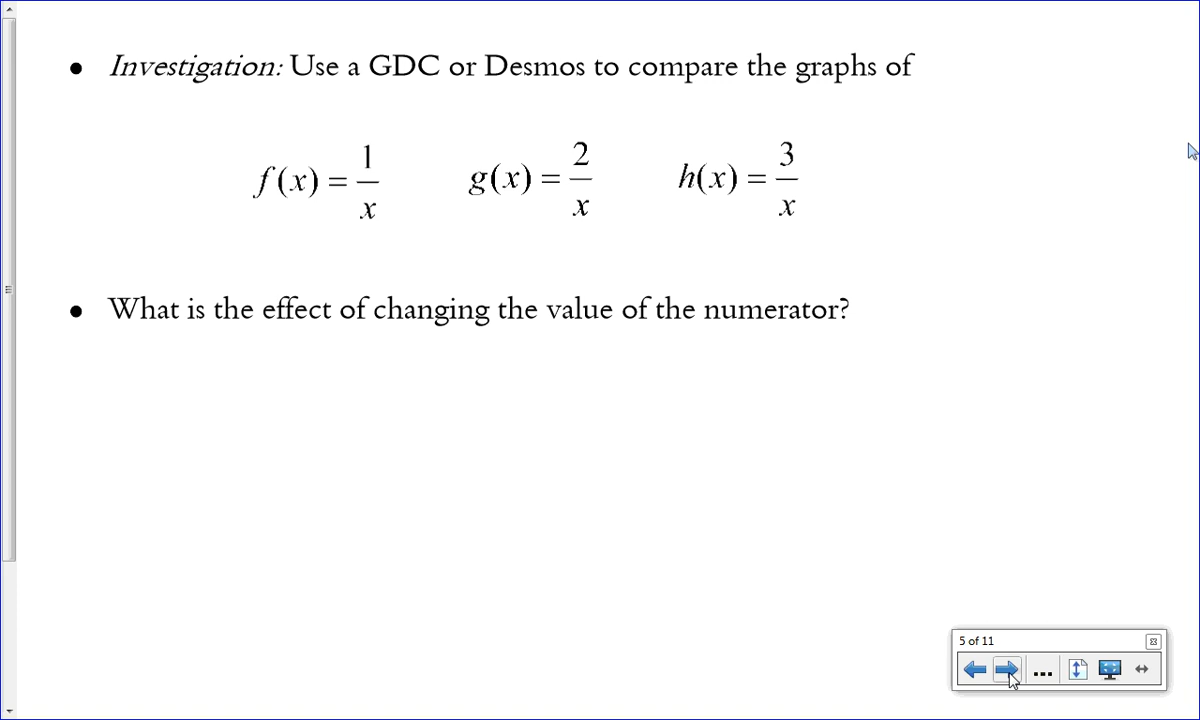 • Investigation: Use a GDC or Desmos to compare the graphs of
f(x) = 1/x g(x) = 2/x h(x) = 3/x
• What is the effect of changing the value of the numerator?
5 of 11
...